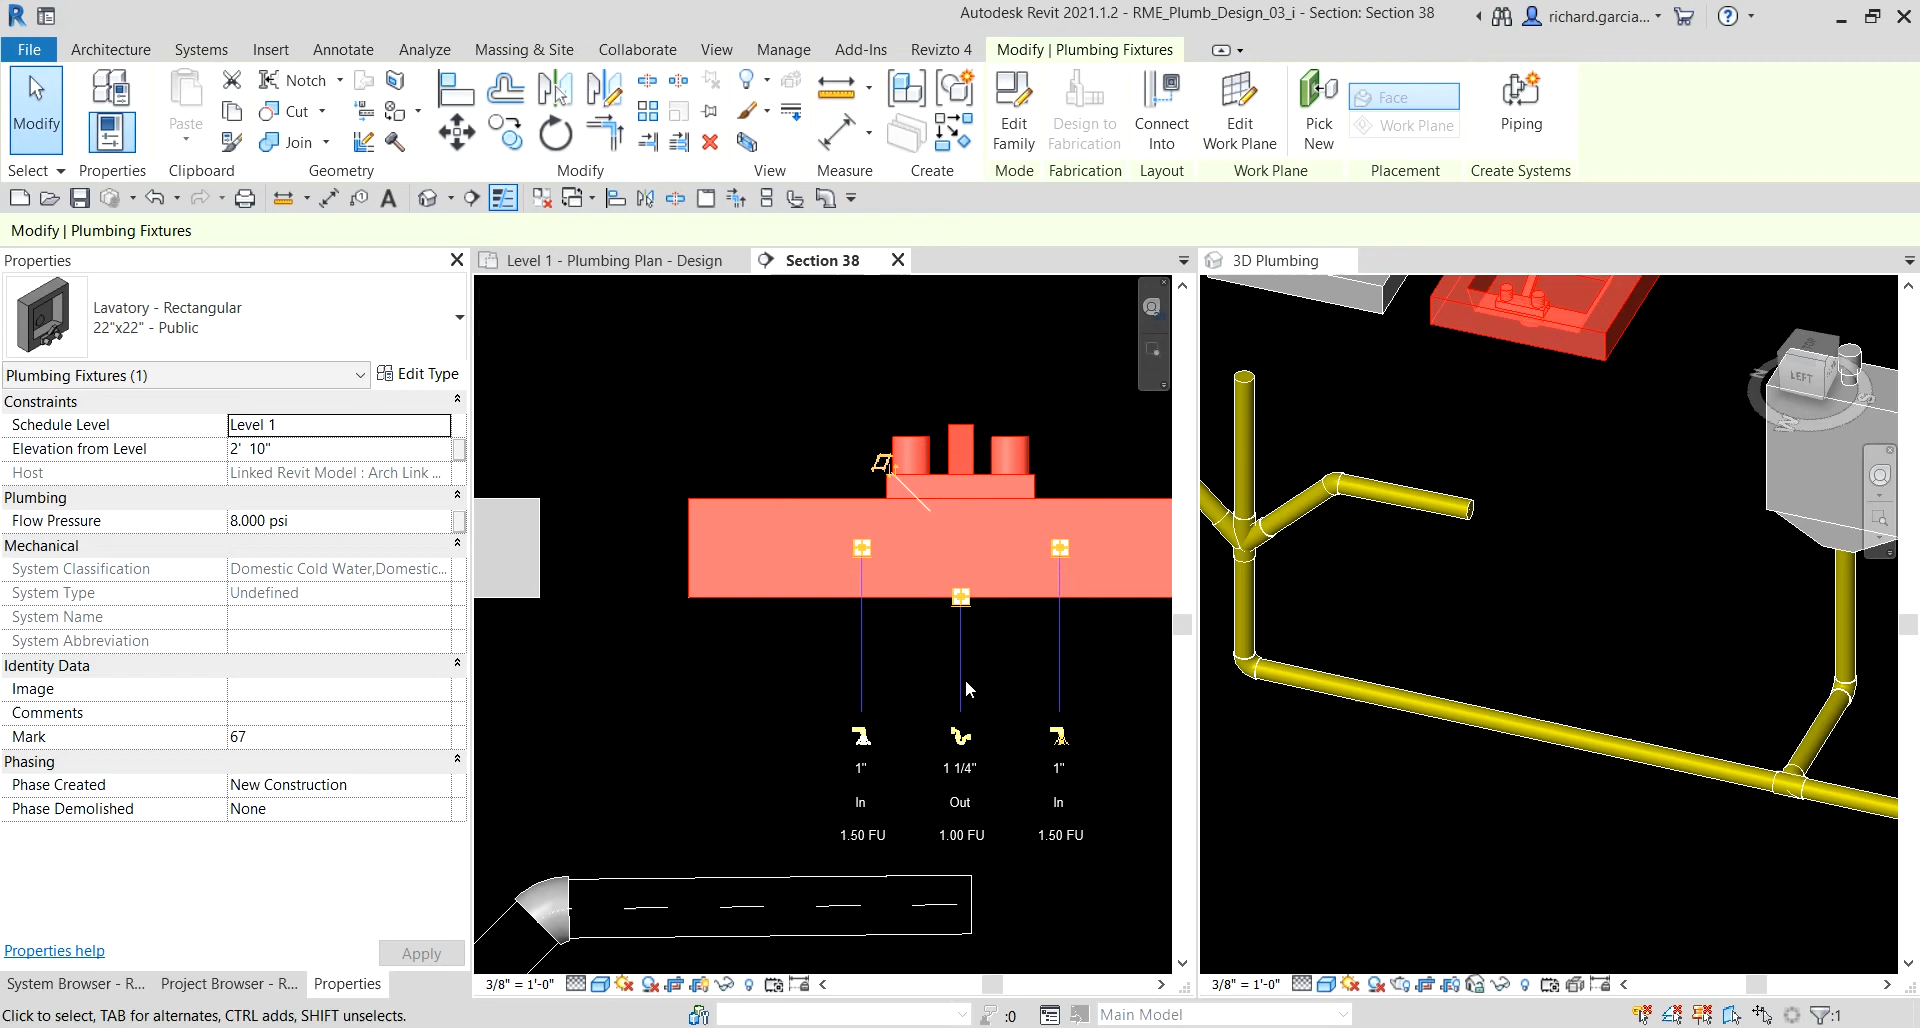 Autodesk Revit 2021.1.2 - RME_Plumb_Design_03_i - Section: Section 38
richard.garcia...
File Architecture Systems Insert Annotate Analyze Massing & Site Collaborate View Manage Add-Ins Revizto 4 Modify | Plumbing Fixtures
Modify
Paste
Notch
Cut
Join
Edit Family
Design to Fabrication
Connect Into
Edit Work Plane
Pick New
Face
Work Plane
Piping
Select Properties Clipboard Geometry Modify View Measure Create Mode Fabrication Layout Work Plane Placement Create Systems
Modify | Plumbing Fixtures
Properties
Level 1 - Plumbing Plan - Design
Section 38
3D Plumbing
Lavatory - Rectangular
22"x22" - Public
Plumbing Fixtures (1)
Edit Type
Constraints
Schedule Level Level 1
Elevation from Level 2' 10"
Host Linked Revit Model : Arch Link ...
Plumbing
Flow Pressure 8.000 psi
Mechanical
System Classification Domestic Cold Water,Domestic...
System Type Undefined
System Name
System Abbreviation
Identity Data
Image
Comments
Mark 67
Phasing
Phase Created New Construction
Phase Demolished None
Properties help
Apply
LEFT
1" 1 1/4" 1"
In Out In
1.50 FU 1.00 FU 1.50 FU
System Browser - R... Project Browser - R... Properties
3/8" = 1'-0"
3/8" = 1'-0"
Click to select, TAB for alternates, CTRL adds, SHIFT unselects.
:0
Main Model
:1